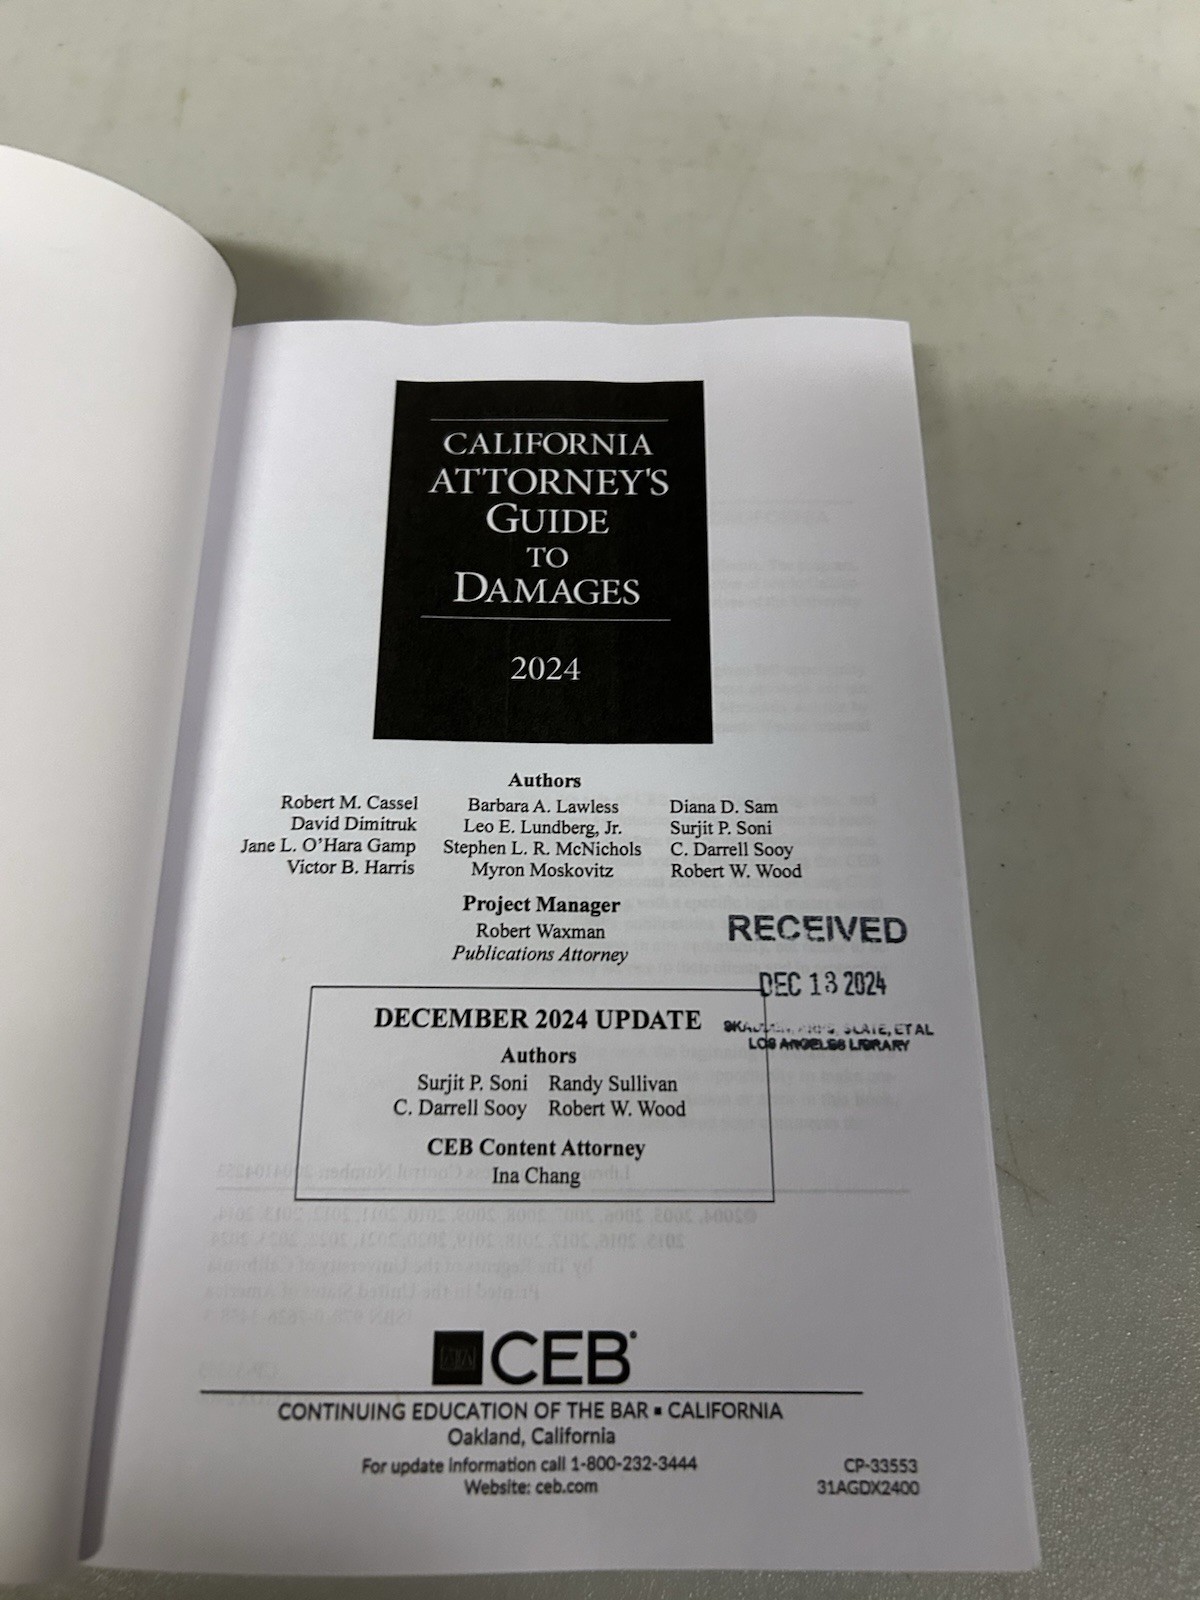 CALIFORNIA
ATTORNEY'S
GUIDE
TO
DAMAGES
2024
Authors
Robert M. Cassel Barbara A. Lawless Diana D. Sam
David Dimitruk Leo E. Lundberg, Jr. Surjit P. Soni
Jane L. O'Hara Gamp Stephen L. R. McNichols C. Darrell Sooy
Victor B. Harris Myron Moskovitz Robert W. Wood
Project Manager
Robert Waxman
Publications Attorney
RECEIVED
DEC 13 2024
SLATE, ET AL
LOS ANGELES LIBRARY
DECEMBER 2024 UPDATE
Authors
Surjit P. Soni Randy Sullivan
C. Darrell Sooy Robert W. Wood
CEB Content Attorney
Ina Chang
CEB
CONTINUING EDUCATION OF THE BAR ▪ CALIFORNIA
Oakland, California
For update information call 1-800-232-3444
Website: ceb.com
CP-33553
31AGDX2400